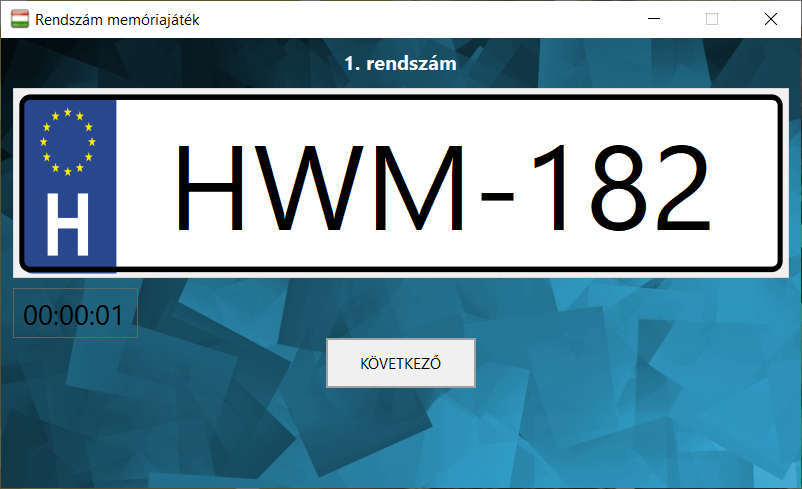 Rendszám memóriajáték
1. rendszám
H
HWM-182
00:00:01
KÖVETKEZŐ